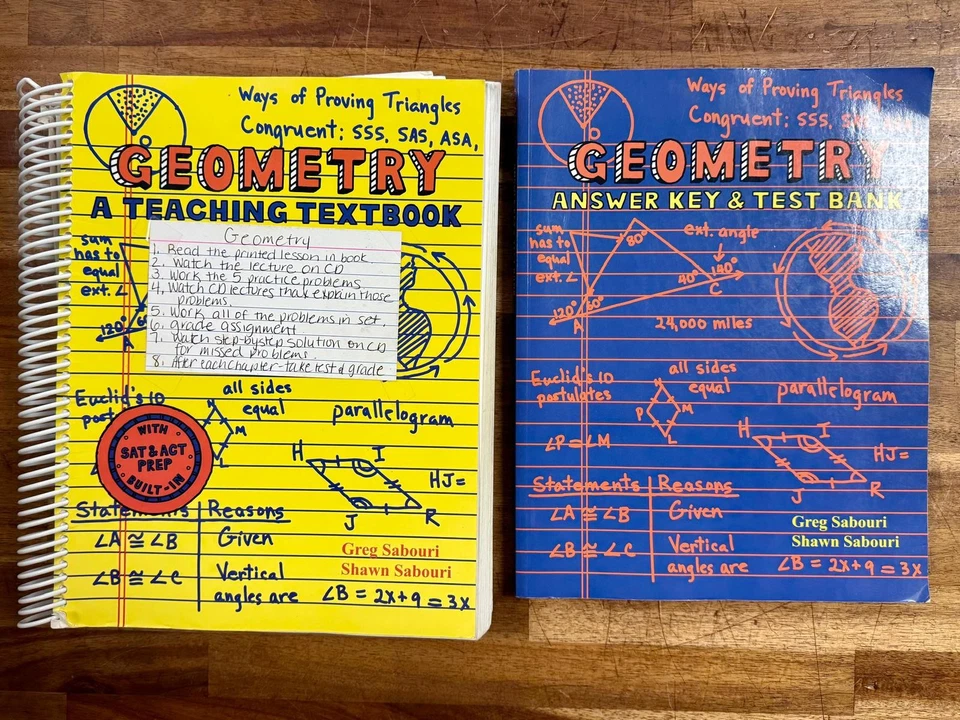 Ways of Proving Triangles
Congruent: SSS, SAS, ASA,
GEOMETRY
A TEACHING TEXTBOOK
Geometry
1. Read the printed lesson in book
2. Watch the lecture on CD
3. Work the 5 practice problems
4. Watch CD lectures that explain those
problems.
5. Work all of the problems in set.
6. grade assignment
7. Watch step-bystep solution on CD
for missed problems.
8. After each chapter-take test & grade
sum
has to
equal
ext. ∠
120°
A
Euclid's 10
all sides
equal
M
L
parallelogram
WITH
SAT & ACT
PREP
BUILT-IN
H
I
HJ=
J
R
Statements
Reasons
∠A ≅ ∠B
Given
∠B ≅ ∠C
Vertical
angles are
Greg Sabouri
Shawn Sabouri
∠B = 2x+9 = 3x
Ways of Proving Triangles
Congruent: SSS,
GEOMETRY
ANSWER KEY & TEST BANK
sum
has to
equal
ext. ∠
80°
ext. angle
40°
140°
C
120°
60°
A
24,000 miles
Euclid's 10
postulates
all sides
equal
N
P
M
L
parallelogram
∠P = ∠M
H
I
HJ=
J
R
Statements
Reasons
∠A ≅ ∠B
Given
∠B ≅ ∠C
Vertical
angles are
Greg Sabouri
Shawn Sabouri
∠B = 2x+9 = 3x